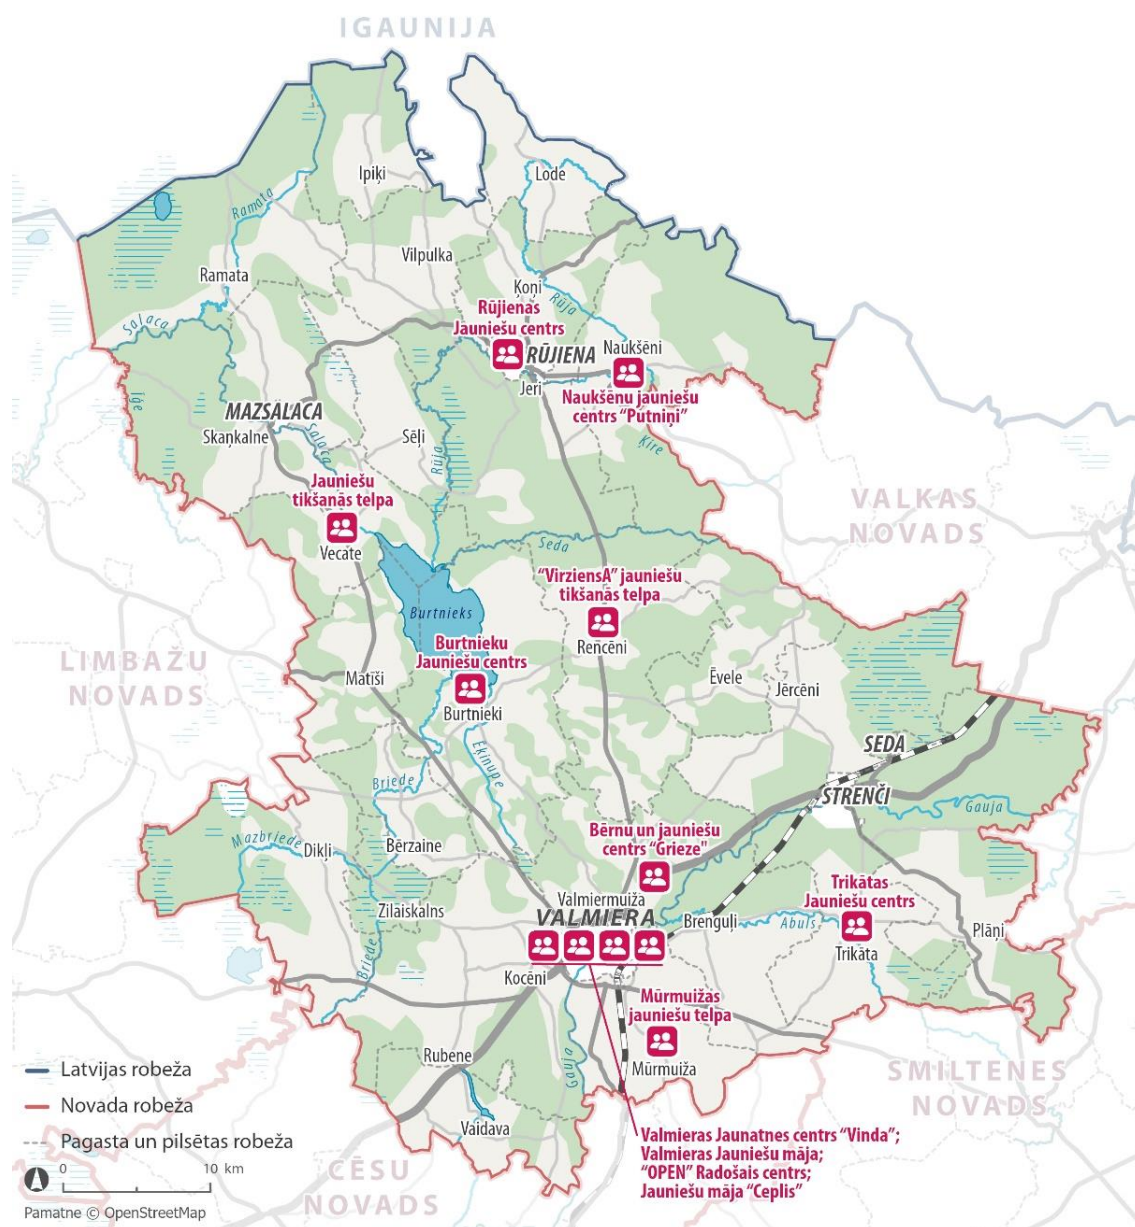 IGAUNIJA
Ipiķi
Lode
Ramata
Vilpulka
Ramata
Ķoņi
Rūja
Salaca
Rūjienas
Jauniešu centrs
RŪJIENA
Naukšēni
Jeri
Naukšēnu jauniešu
centrs “Putniņi”
Iģe
MAZSALACA
Skaņkalne
Salaca
Sēļi
Rūja
Ķire
Jauniešu
tikšanās telpa
Vecate
VALKAS
NOVADS
Seda
“VirziensA” jauniešu
tikšanās telpa
Rencēni
Burtnieks
Burtnieku
Jauniešu centrs
Burtnieki
LIMBAŽU
NOVADS
Matīši
Ēvele
Jērcēni
Eķinupe
SEDA
STRENČI
Gauja
Briede
Mazbriede
Dikļi
Bērzaine
Bērnu un jauniešu
centrs “Grieze"
Zilaiskalns
Valmiermuiža
VALMIERA
Brenguļi
Trikātas
Jauniešu centrs
Abuls
Trikāta
Plāņi
Briede
Kocēni
Mūrmuižas
jauniešu telpa
Mūrmuiža
Rubene
Gauja
Vaidava
SMILTENES
NOVADS
CĒSU
NOVADS
Valmieras Jaunatnes centrs “Vinda”;
Valmieras Jauniešu māja;
“OPEN” Radošais centrs;
Jauniešu māja “Ceplis”
Latvijas robeža
Novada robeža
Pagasta un pilsētas robeža
0 10 km
Pamatne © OpenStreetMap